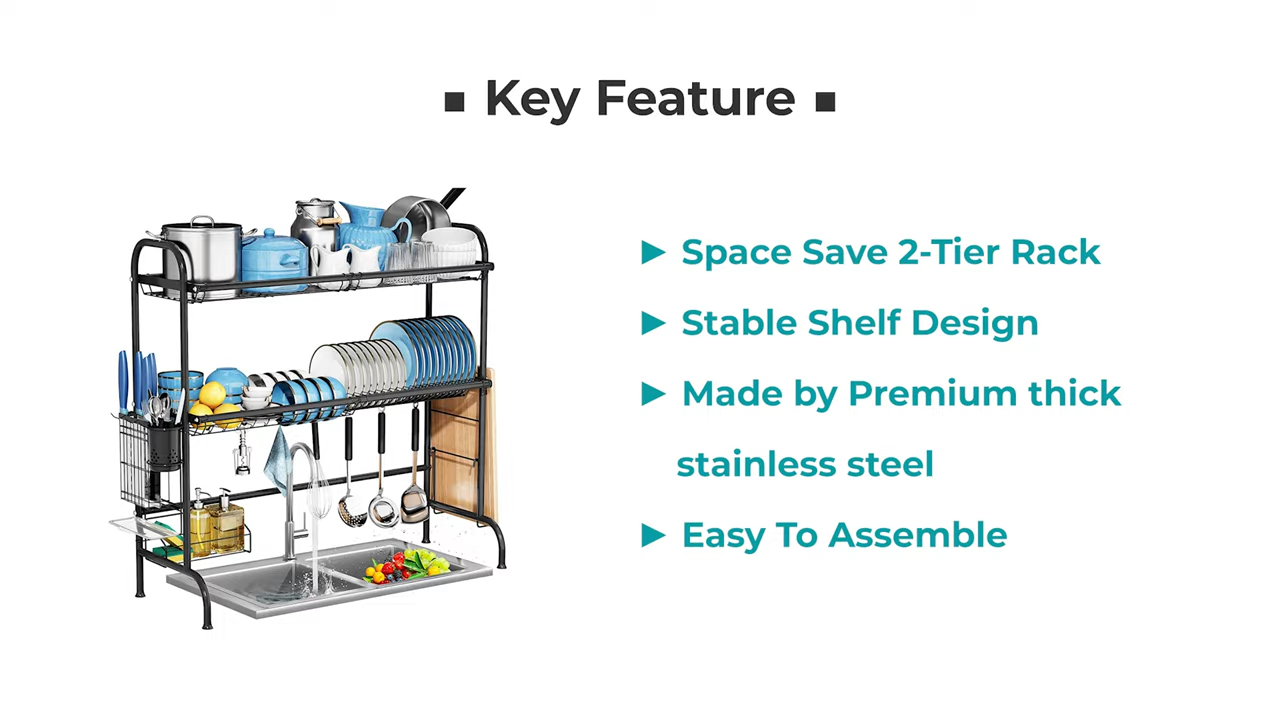 ▪ Key Feature ▪
► Space Save 2-Tier Rack
► Stable Shelf Design
► Made by Premium thick
stainless steel
► Easy To Assemble